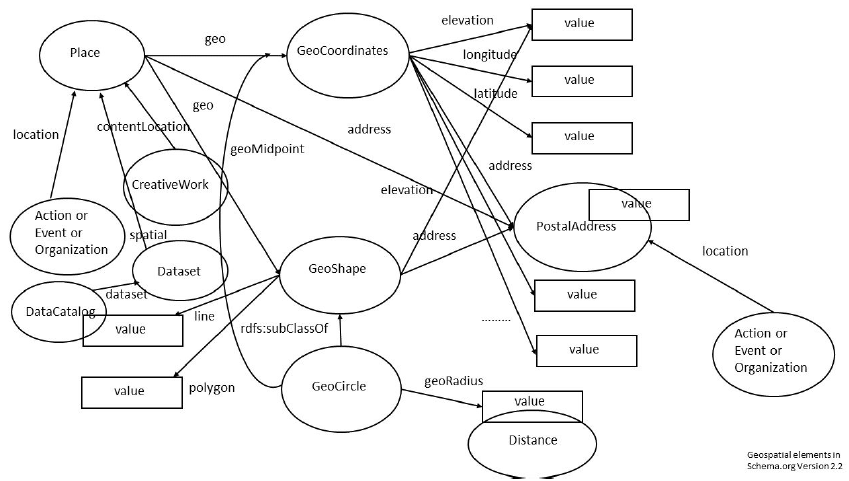 elevation
value
Place
geo
GeoCoordinates
longitude
value
latitude
geo
location
contentLocation
address
value
geoMidpoint
address
CreativeWork
elevation
value
Action or
Event or
Organization
spatial
address
PostalAddress
location
Dataset
GeoShape
dataset
value
DataCatalog
value
line
rdfs:subClassOf
.........
value
Action or
Event or
Organization
value
polygon
GeoCircle
geoRadius
value
Distance
Geospatial elements in
Schema.org Version 2.2